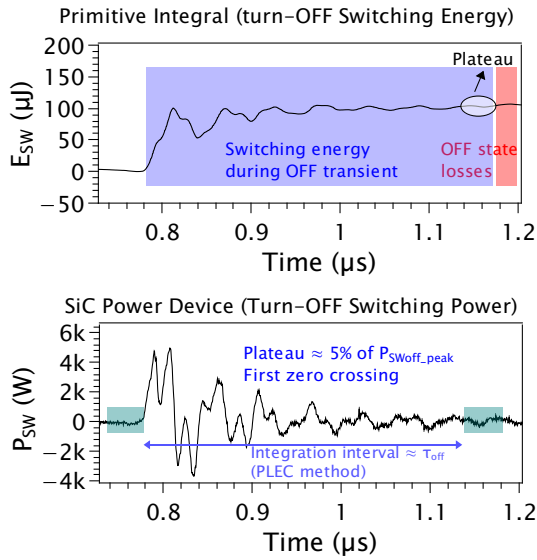 Primitive Integral (turn-OFF Switching Energy)
200
150
100
50
0
−50
E_SW (µJ)
Plateau
Switching energy
during OFF transient
OFF state
losses
0.8
0.9
1
1.1
1.2
Time (µs)
SiC Power Device (Turn-OFF Switching Power)
6k
4k
2k
0
−2k
−4k
P_SW (W)
Plateau ≈ 5% of P_SWoff_peak
First zero crossing
Integration interval ≈ τ_off
(PLEC method)
0.8
0.9
1
1.1
1.2
Time (µs)